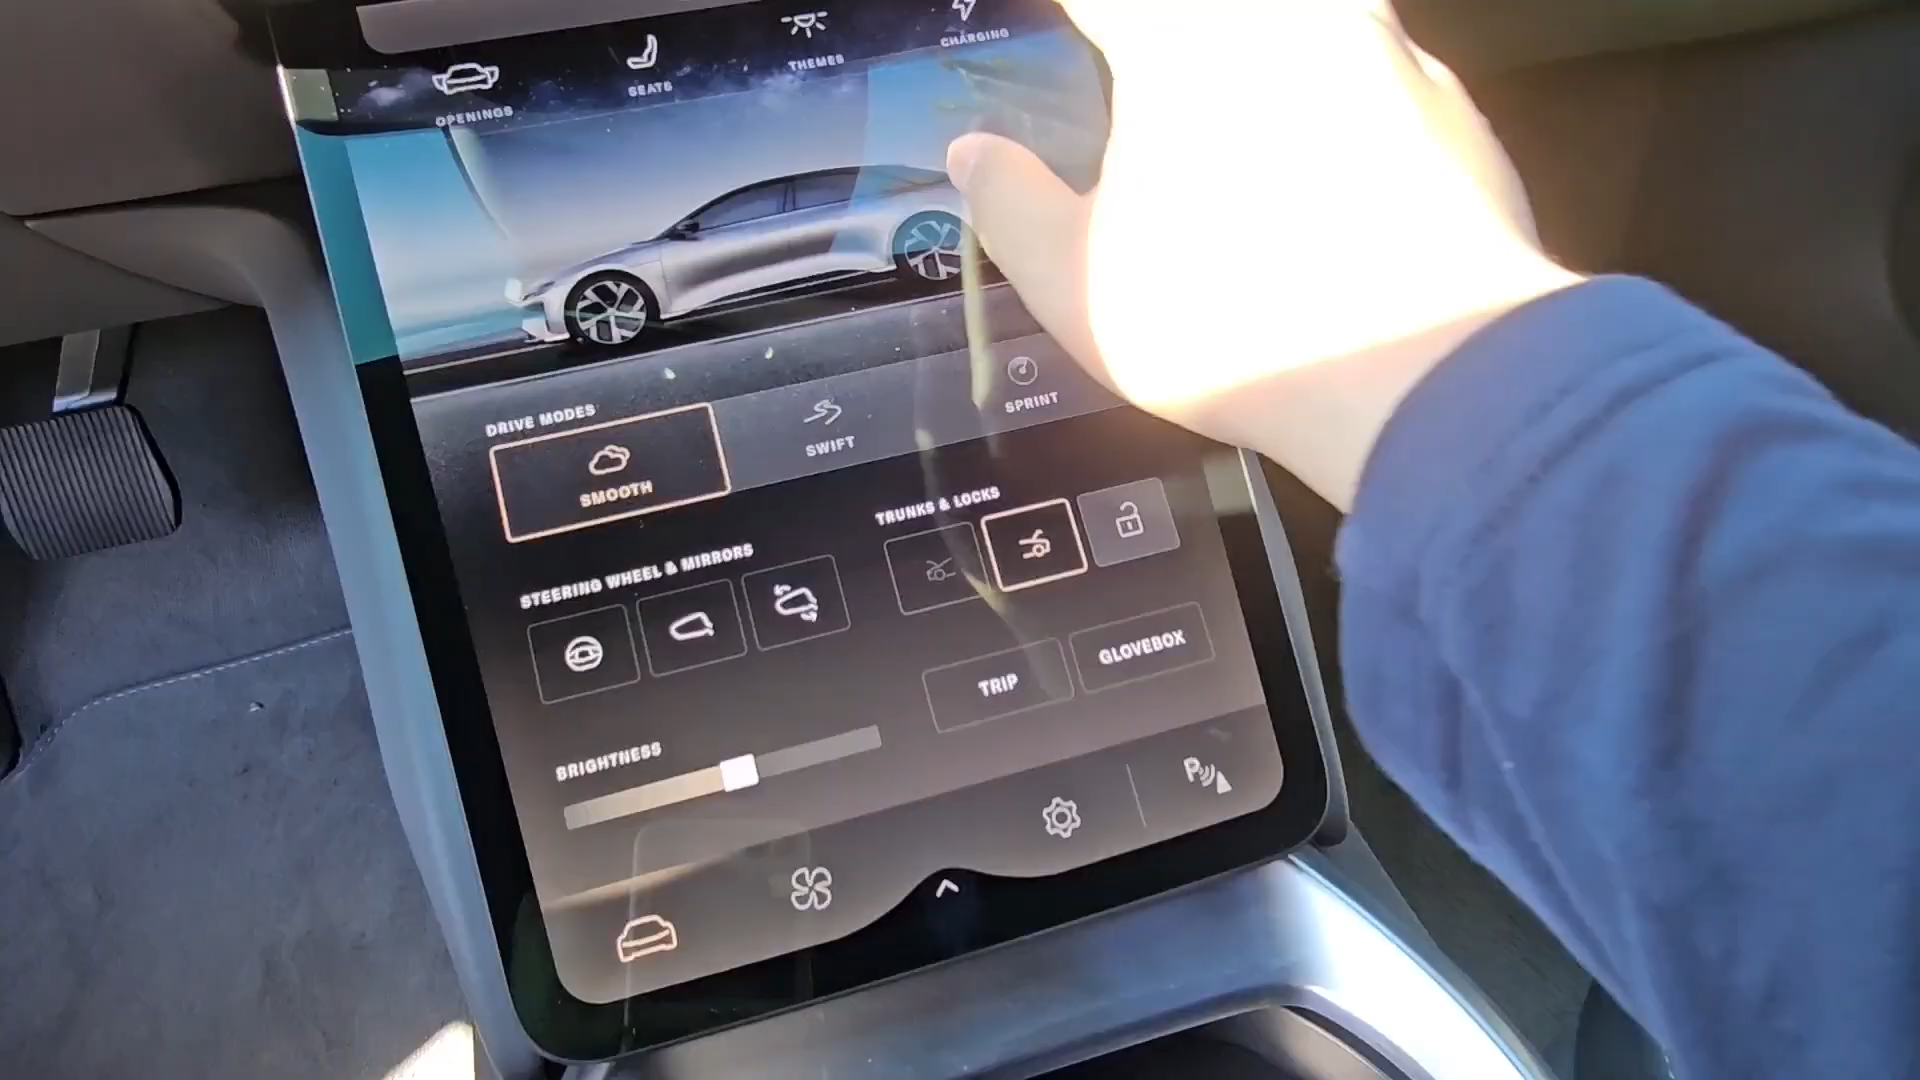 OPENINGS
SEATS
THEMES
CHARGING
DRIVE MODES
SMOOTH
SWIFT
SPRINT
STEERING WHEEL & MIRRORS
TRUNKS & LOCKS
TRIP
GLOVEBOX
BRIGHTNESS
P